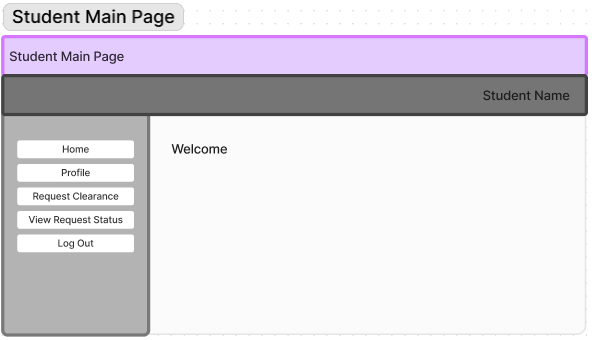 Student Main Page
Student Main Page
Student Name
Home
Profile
Request Clearance
View Request Status
Log Out
Welcome